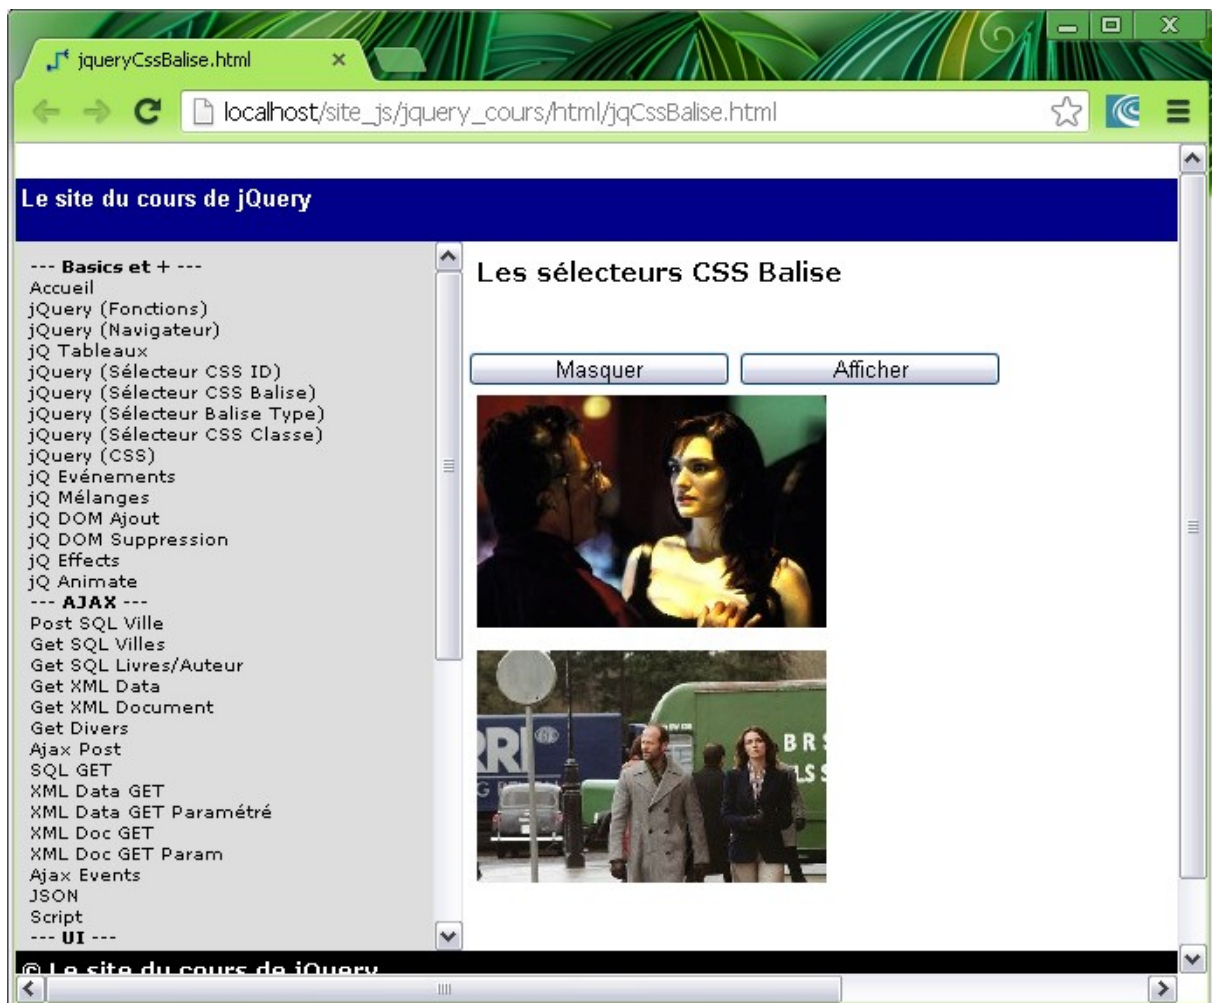 jqueryCssBalise.html
localhost/site_js/jquery_cours/html/jqCssBalise.html
Le site du cours de jQuery
--- Basics et + ---
Accueil
jQuery (Fonctions)
jQuery (Navigateur)
jQ Tableaux
jQuery (Sélecteur CSS ID)
jQuery (Sélecteur CSS Balise)
jQuery (Sélecteur Balise Type)
jQuery (Sélecteur CSS Classe)
jQuery (CSS)
jQ Evénements
jQ Mélanges
jQ DOM Ajout
jQ DOM Suppression
jQ Effects
jQ Animate
--- AJAX ---
Post SQL Ville
Get SQL Villes
Get SQL Livres/Auteur
Get XML Data
Get XML Document
Get Divers
Ajax Post
SQL GET
XML Data GET
XML Data GET Paramétré
XML Doc GET
XML Doc GET Param
Ajax Events
JSON
Script
--- UI ---
Les sélecteurs CSS Balise
Masquer Afficher
RRI
BRS
LSS
© Le site du cours de jQuery